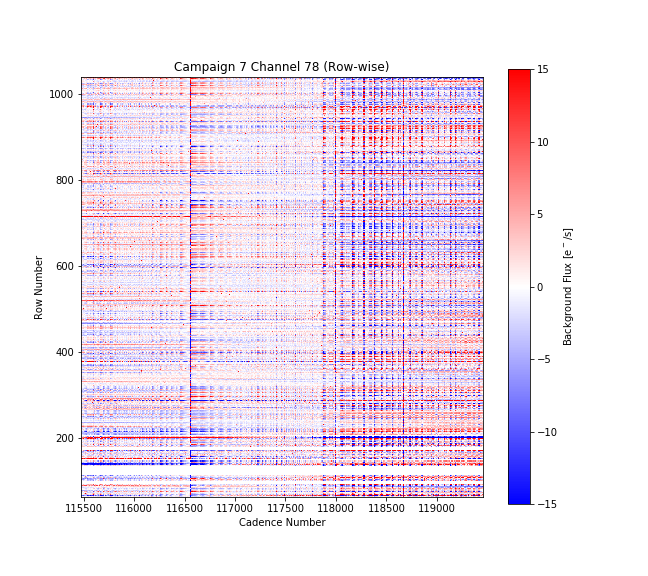 Campaign 7 Channel 78 (Row-wise)
1000
800
600
400
200
Row Number
115500 116000 116500 117000 117500 118000 118500 119000
Cadence Number
15
10
5
0
−5
−10
−15
Background Flux [e⁻ /s]